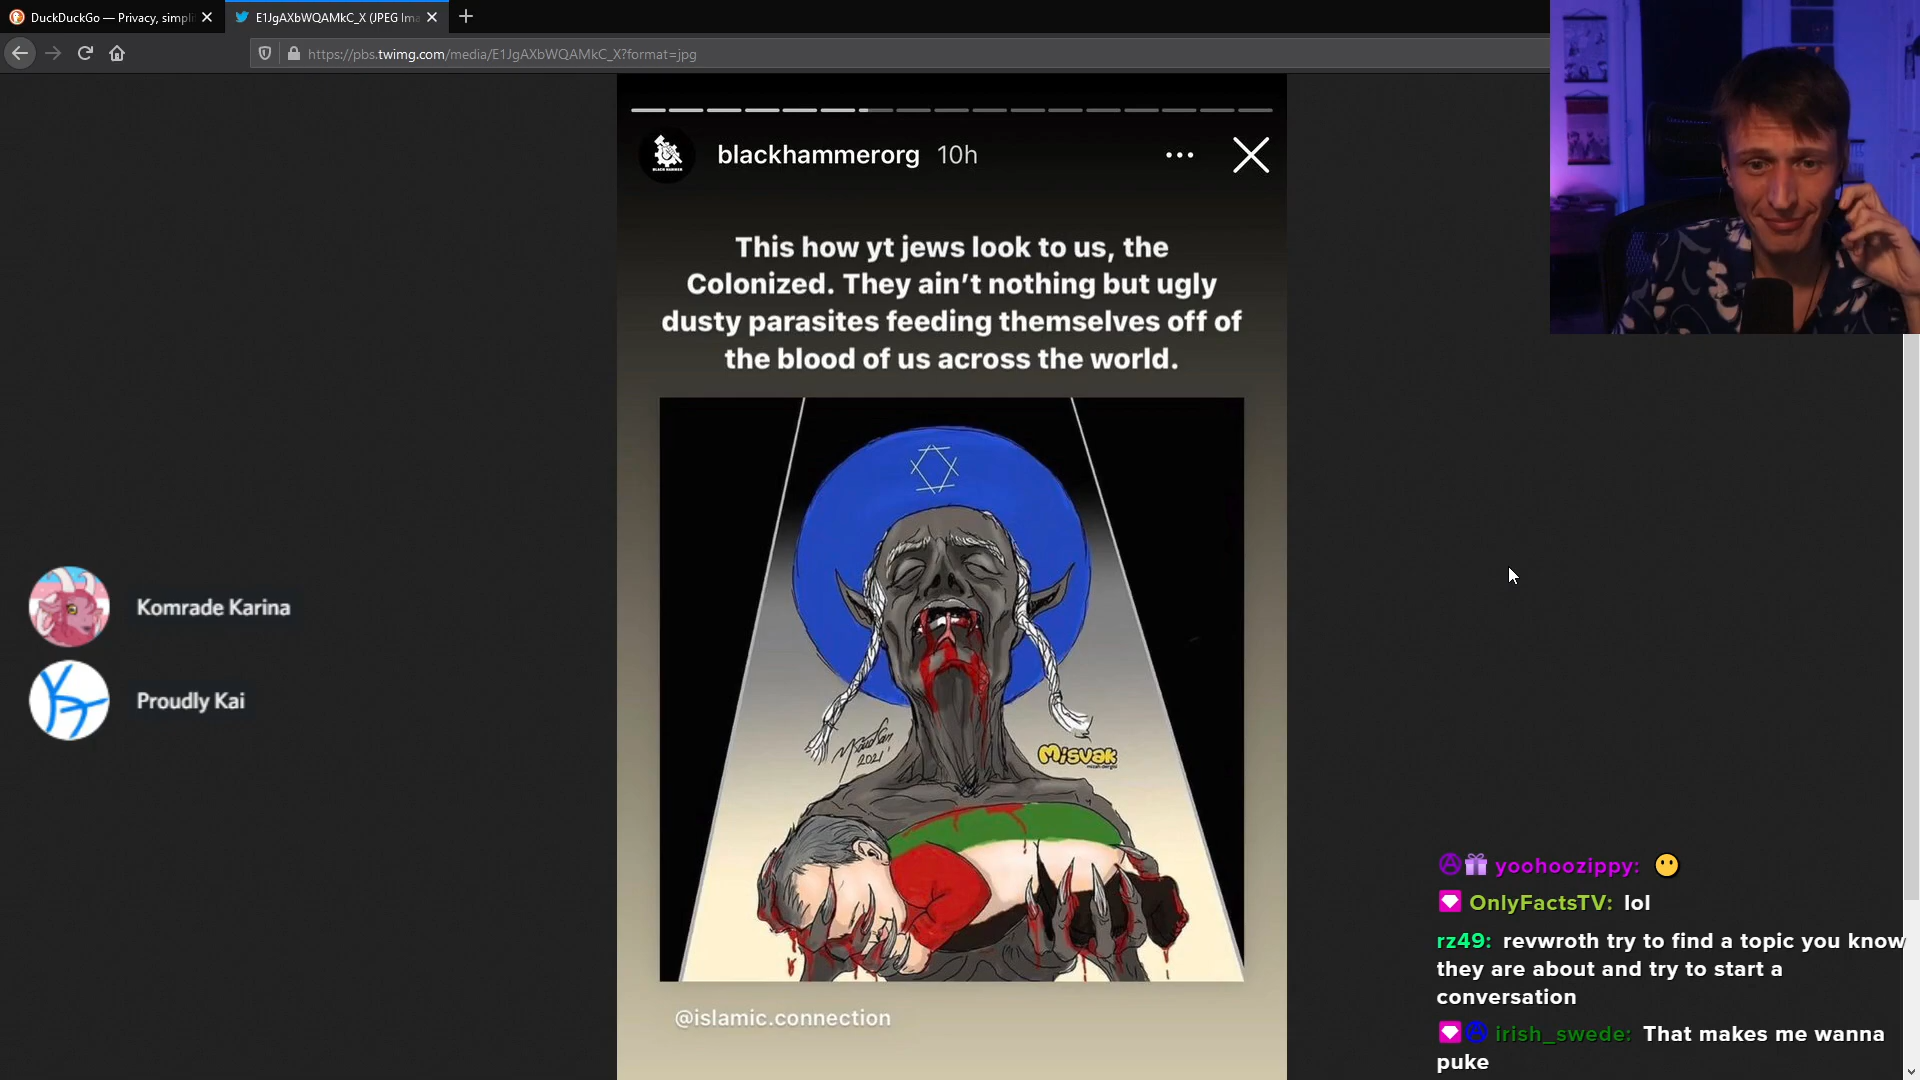 DuckDuckGo — Privacy, simpli
E1JgAXbWQAMkC_X (JPEG Ima
https://pbs.twimg.com/media/E1JgAXbWQAMkC_X?format=jpg
blackhammerorg 10h
This how yt jews look to us, the
Colonized. They ain’t nothing but ugly
dusty parasites feeding themselves off of
the blood of us across the world.
2021
Misvak
@islamic.connection
Komrade Karina
Proudly Kai
yoohoozippy:
OnlyFactsTV: lol
rz49: revwroth try to find a topic you know
they are about and try to start a
conversation
irish_swede: That makes me wanna
puke